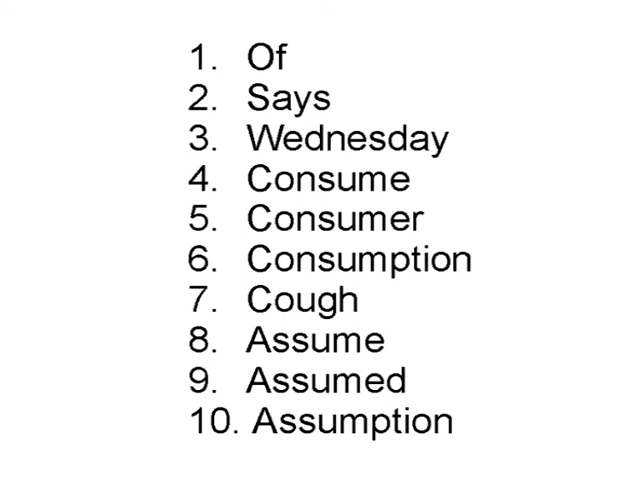 1. Of
2. Says
3. Wednesday
4. Consume
5. Consumer
6. Consumption
7. Cough
8. Assume
9. Assumed
10. Assumption